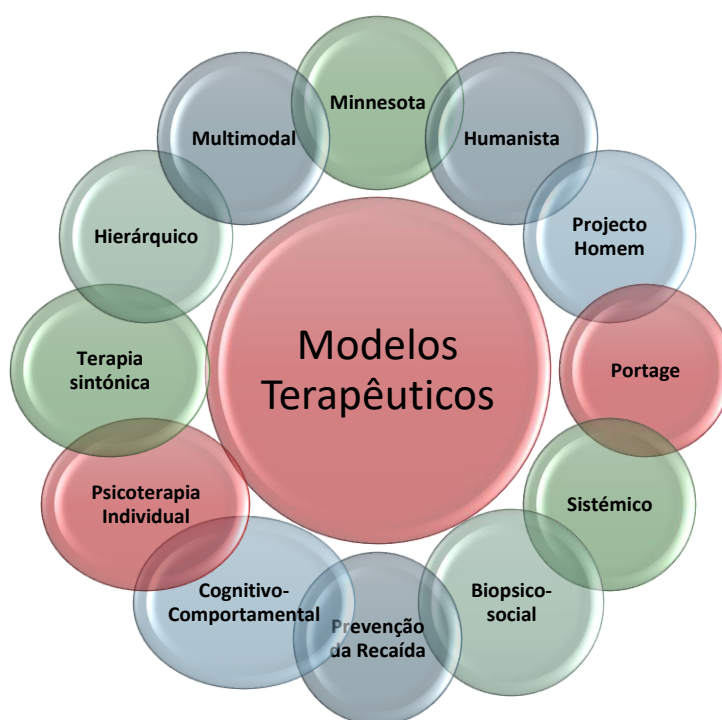 Modelos
Terapêuticos
Minnesota
Humanista
Projecto
Homem
Portage
Sistémico
Biopsico-
social
Prevenção
da Recaída
Cognitivo-
Comportamental
Psicoterapia
Individual
Terapia
sintónica
Hierárquico
Multimodal